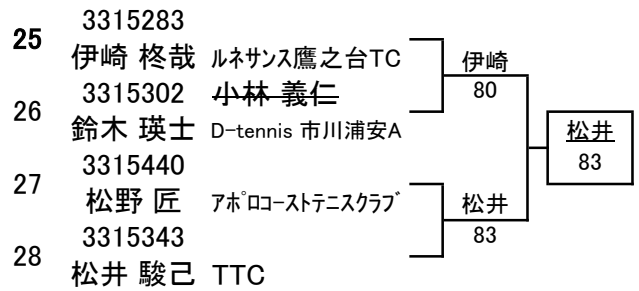 25 3315283
伊崎 柊哉 ルネサンス鷹之台TC
伊崎
80
26 3315302 小林 義仁
鈴木 瑛士 D-tennis 市川浦安A
松井
83
27 3315440
松野 匠 アポロコーストテニスクラブ
松井
83
28 3315343
松井 駿己 TTC